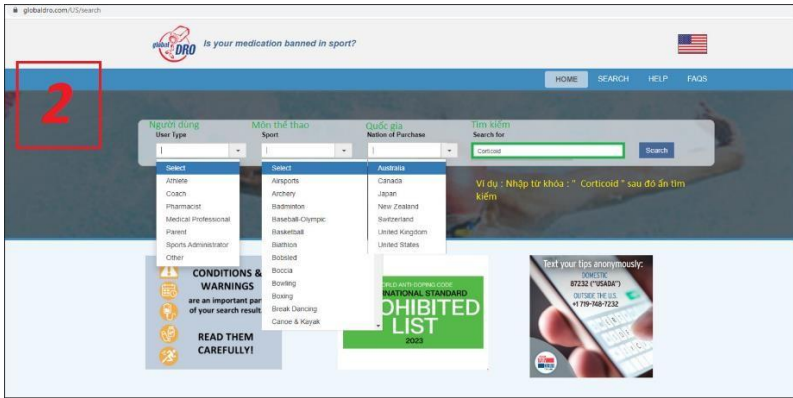 globaldro.com/US/search
global DRO
Is your medication banned in sport?
HOME SEARCH HELP FAQS
2
Người dùng
User Type
Select
Athlete
Coach
Pharmacist
Medical Professional
Parent
Sports Administrator
Other
Môn thể thao
Sport
Select
Airsports
Archery
Badminton
Baseball-Olympic
Basketball
Biathlon
Bobsled
Boccia
Bowling
Boxing
Break Dancing
Canoe & Kayak
Quốc gia
Nation of Purchase
Australia
Canada
Japan
New Zealand
Switzerland
United Kingdom
United States
Tìm kiếm
Search for
Corticoid
Search
Ví dụ : Nhập từ khóa : " Corticoid " sau đó ấn tìm
kiếm
CONDITIONS &
WARNINGS
are an important par
of your search result
READ THEM
CAREFULLY!
ORLD ANTI-DOPING CODE
NATIONAL STANDARD
OHIBITED
LIST
2023
Text your tips anonymously:
DOMESTIC
87232 ("USADA")
OUTSIDE THE U.S.
+1 719-748-7232